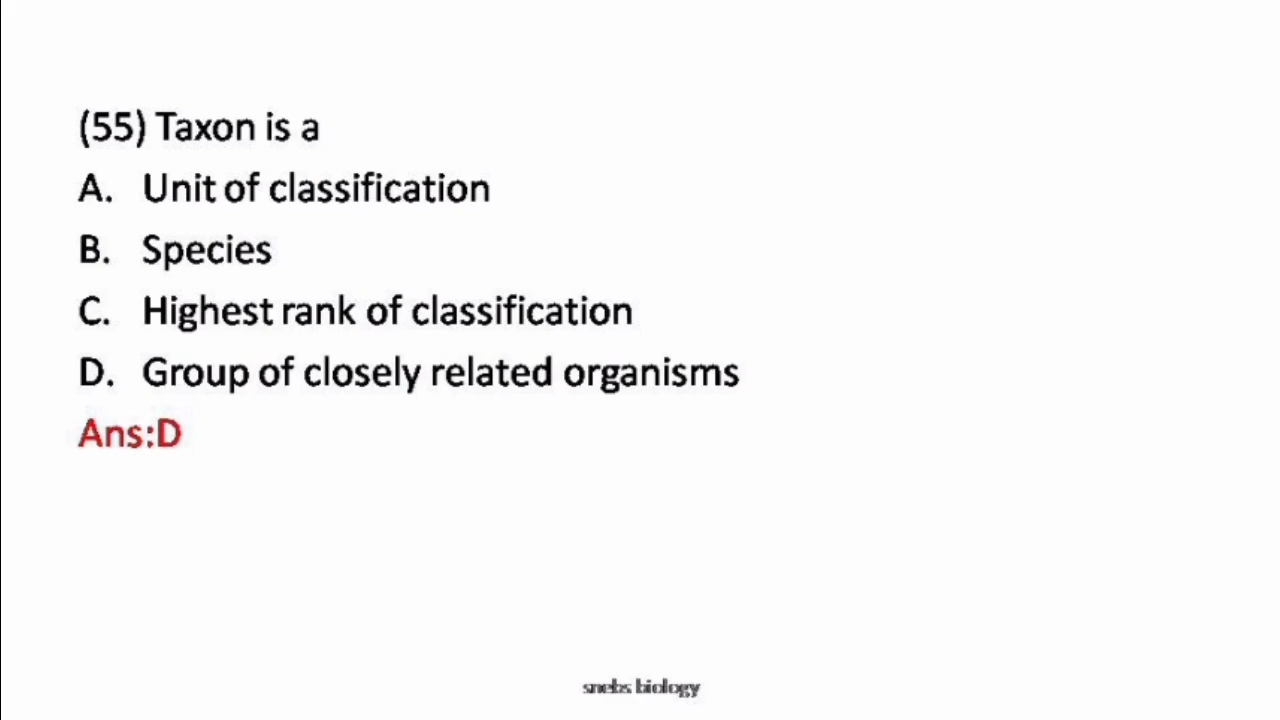 (55) Taxon is a
A. Unit of classification
B. Species
C. Highest rank of classification
D. Group of closely related organisms
Ans:D
snebs biology